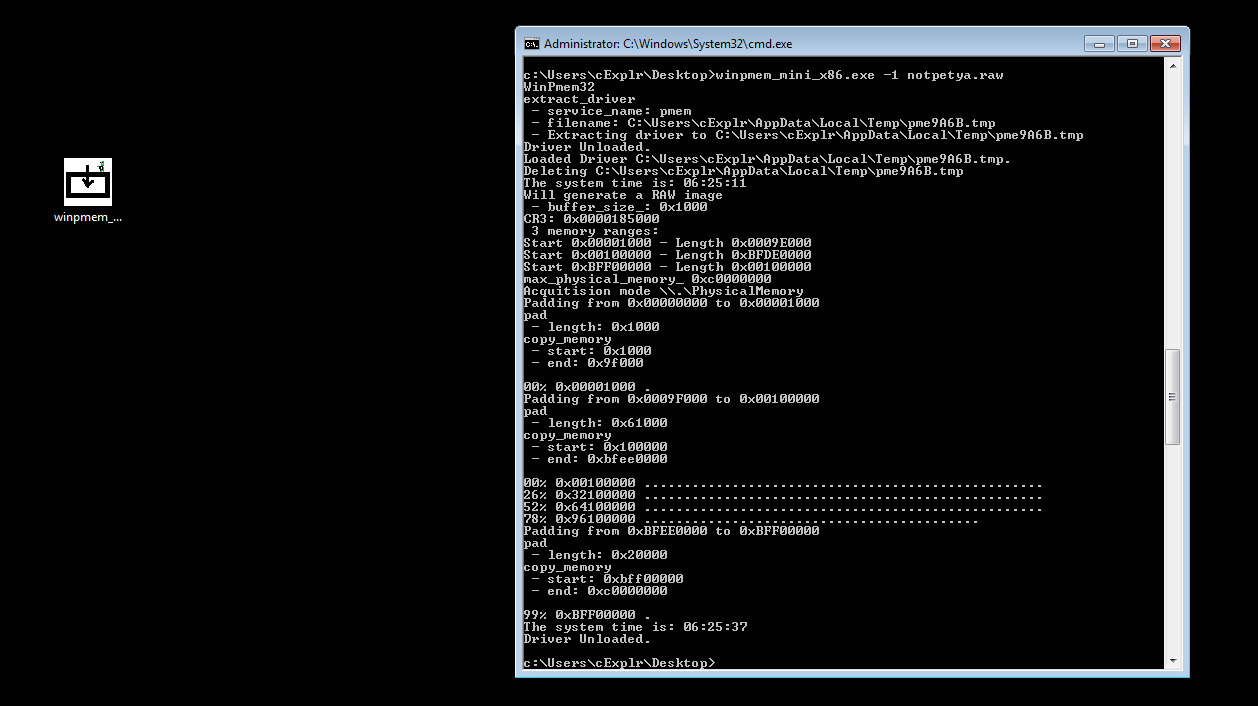 Administrator: C:\Windows\System32\cmd.exe
winpmem_...
c:\Users\cExplr\Desktop>winpmem_mini_x86.exe -1 notpetya.raw
WinPmem32
extract_driver
 - service_name: pmem
 - filename: C:\Users\cExplr\AppData\Local\Temp\pme9A6B.tmp
 - Extracting driver to C:\Users\cExplr\AppData\Local\Temp\pme9A6B.tmp
Driver Unloaded.
Loaded Driver C:\Users\cExplr\AppData\Local\Temp\pme9A6B.tmp.
Deleting C:\Users\cExplr\AppData\Local\Temp\pme9A6B.tmp
The system time is: 06:25:11
Will generate a RAW image
 - buffer_size_: 0x1000
CR3: 0x0000185000
 3 memory ranges:
Start 0x00001000 - Length 0x0009E000
Start 0x00100000 - Length 0xBFDE0000
Start 0xBFF00000 - Length 0x00100000
max_physical_memory_ 0xc0000000
Acquitision mode \\.\PhysicalMemory
Padding from 0x00000000 to 0x00001000
pad
 - length: 0x1000
copy_memory
 - start: 0x1000
 - end: 0x9f000
00% 0x00001000 .
Padding from 0x0009F000 to 0x00100000
pad
 - length: 0x61000
copy_memory
 - start: 0x100000
 - end: 0xbfee0000
00% 0x00100000 ..................................................
26% 0x32100000 ..................................................
52% 0x64100000 ..................................................
78% 0x96100000 ..........................................
Padding from 0xBFEE0000 to 0xBFF00000
pad
 - length: 0x20000
copy_memory
 - start: 0xbff00000
 - end: 0xc0000000
99% 0xBFF00000 .
The system time is: 06:25:37
Driver Unloaded.
c:\Users\cExplr\Desktop>